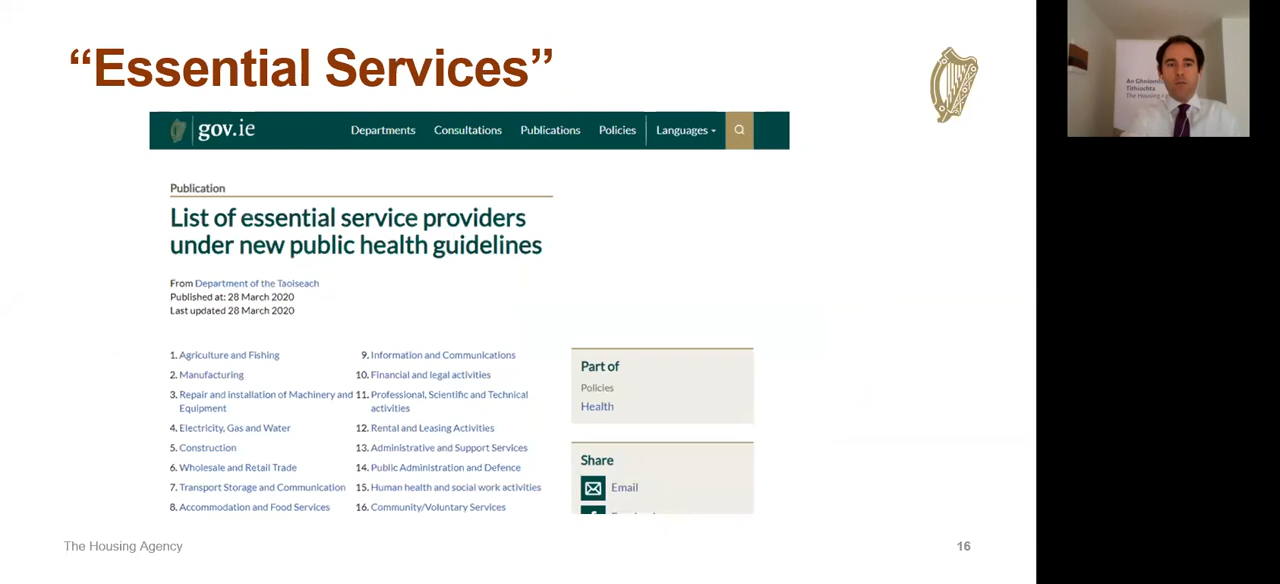 “Essential Services”
gov.ie
Departments
Consultations
Publications
Policies
Languages
Publication
List of essential service providers
under new public health guidelines
From Department of the Taoiseach
Published at: 28 March 2020
Last updated 28 March 2020
1. Agriculture and Fishing
2. Manufacturing
3. Repair and installation of Machinery and
Equipment
4. Electricity, Gas and Water
5. Construction
6. Wholesale and Retail Trade
7. Transport Storage and Communication
8. Accommodation and Food Services
9. Information and Communications
10. Financial and legal activities
11. Professional, Scientific and Technical
activities
12. Rental and Leasing Activities
13. Administrative and Support Services
14. Public Administration and Defence
15. Human health and social work activities
16. Community/Voluntary Services
Part of
Policies
Health
Share
Email
The Housing Agency
16
An
Tithíochta
The Housing